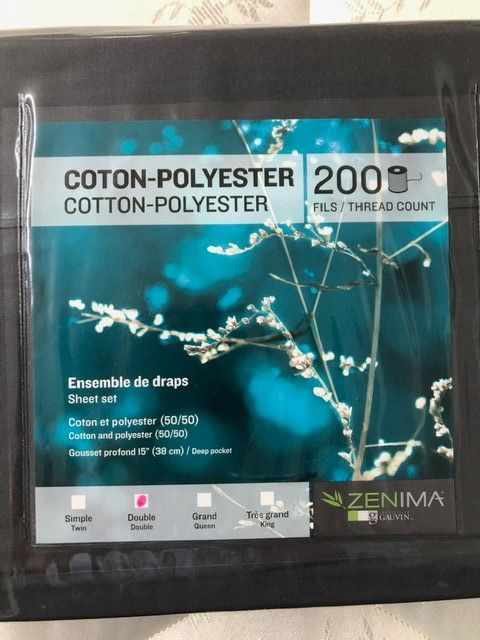 COTON-POLYESTER
COTTON-POLYESTER
200
FILS / THREAD COUNT
Ensemble de draps
Sheet set
Coton et polyester (50/50)
Cotton and polyester (50/50)
Gousset profond 15" (38 cm) / Deep pocket
Simple
Twin
Double
Double
Grand
Queen
Très grand
King
ZENIMA
g GAUVIN